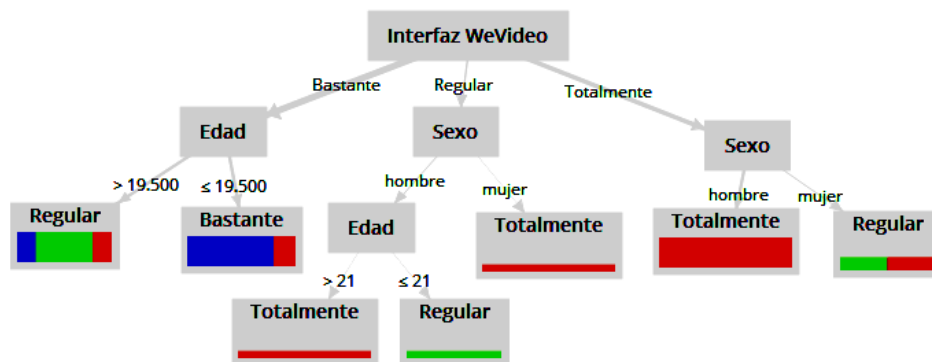 Interfaz WeVideo
Bastante
Regular
Totalmente
Edad
Sexo
Sexo
> 19.500
≤ 19.500
hombre
mujer
hombre
mujer
Regular
Bastante
Edad
Totalmente
Totalmente
Regular
> 21
≤ 21
Totalmente
Regular